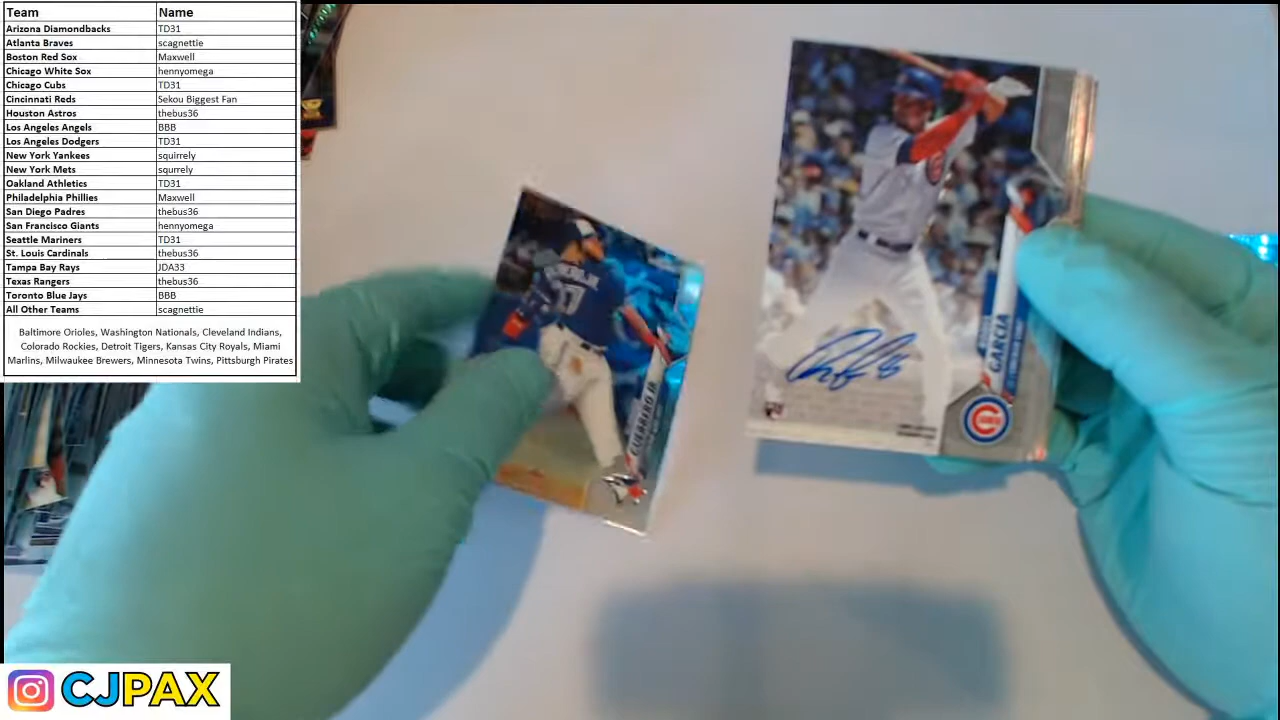 Team Name
Arizona Diamondbacks TD31
Atlanta Braves scagnettie
Boston Red Sox Maxwell
Chicago White Sox hennyomega
Chicago Cubs TD31
Cincinnati Reds Sekou Biggest Fan
Houston Astros thebus36
Los Angeles Angels BBB
Los Angeles Dodgers TD31
New York Yankees squirrely
New York Mets squrrely
Oakland Athletics TD31
Philadelphia Phillies Maxwell
San Diego Padres thebus36
San Francisco Giants hennyomega
Seattle Mariners TD31
St. Louis Cardinals thebus36
Tampa Bay Rays JDA33
Texas Rangers thebus36
Toronto Blue Jays BBB
All Other Teams scagnettie
Baltimore Orioles, Washington Nationals, Cleveland Indians,
Colorado Rockies, Detroit Tigers, Kansas City Royals, Miami
Marlins, Milwaukee Brewers, Minnesota Twins, Pittsburgh Pirates
GUERRERO JR.
GARCIA
CUBS
CJPAX